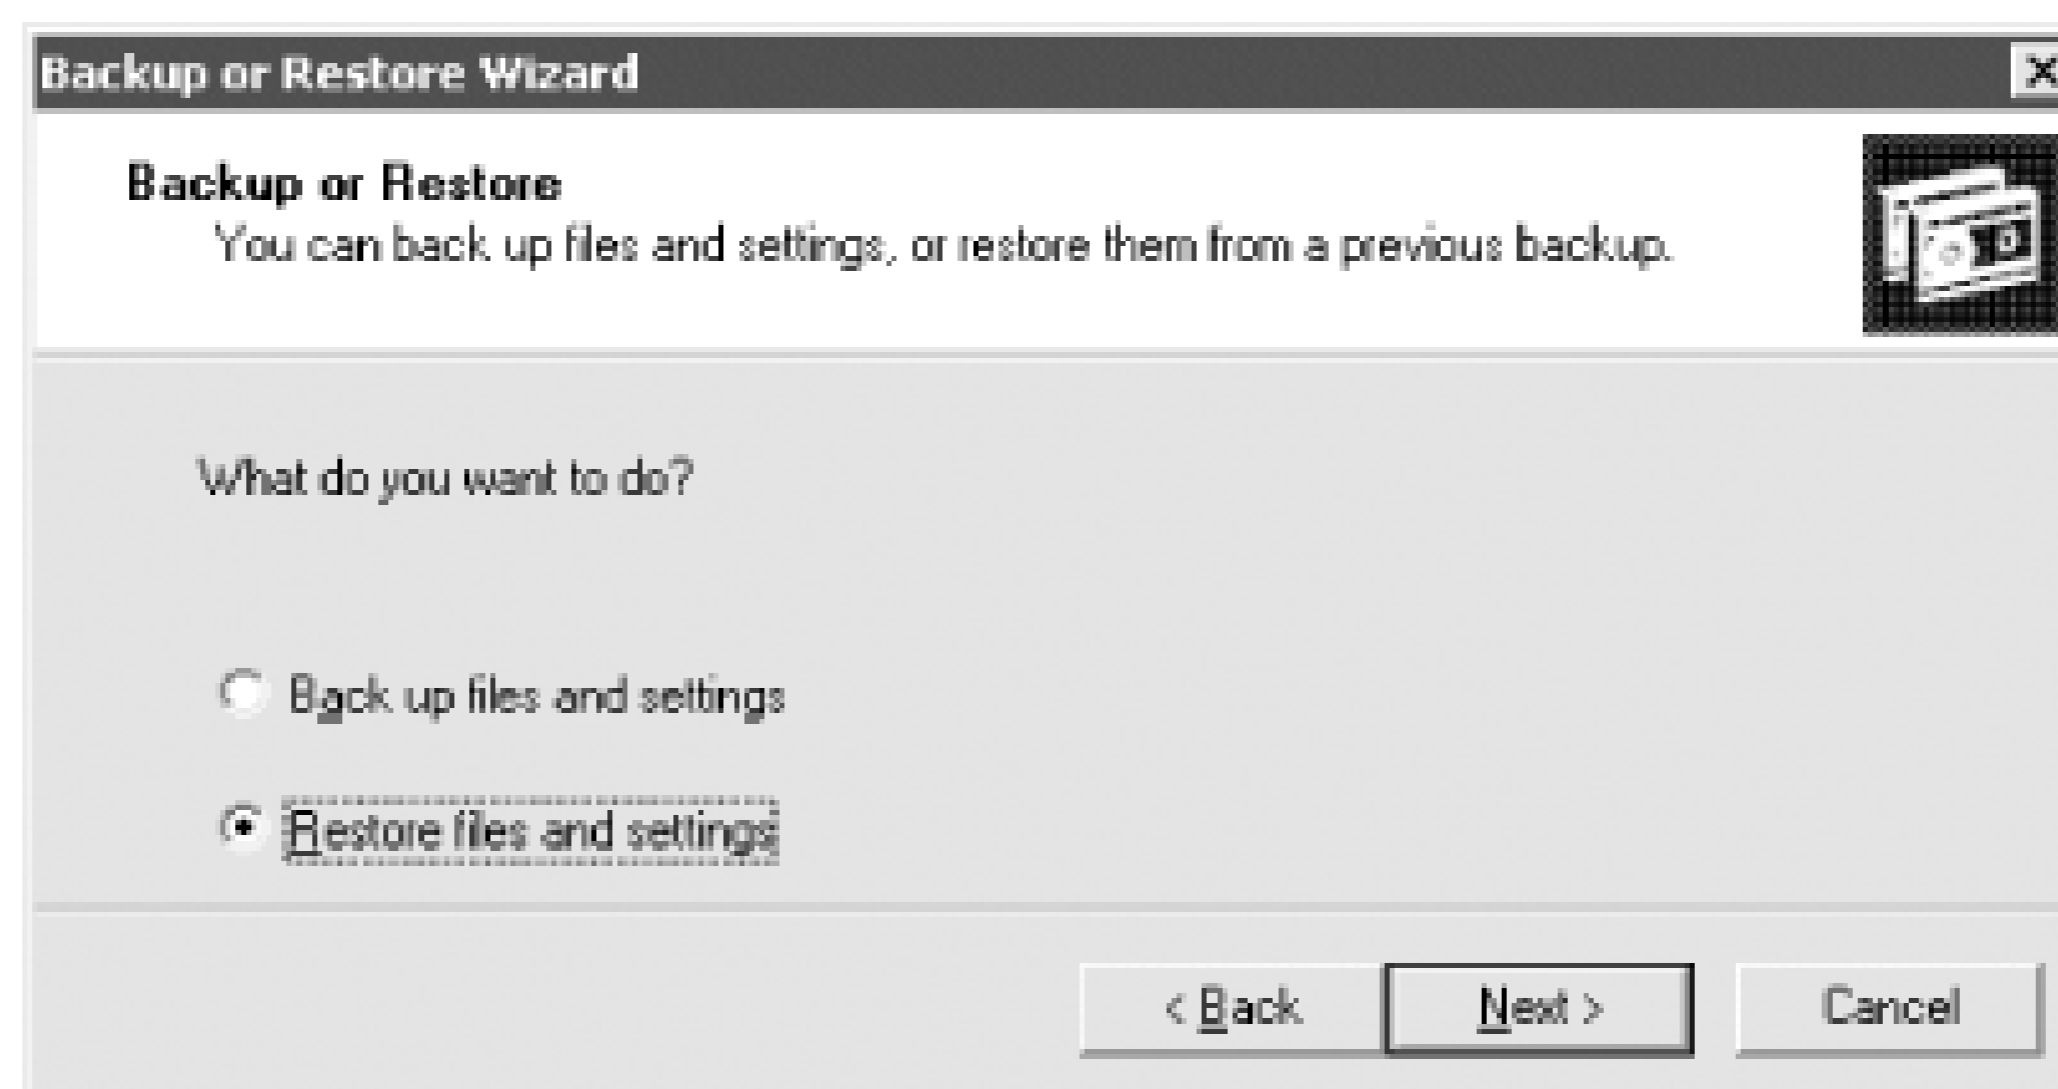 Backup or Restore Wizard
Backup or Restore
You can back up files and settings, or restore them from a previous backup.
What do you want to do?
Back up files and settings
Restore files and settings
< Back Next > Cancel